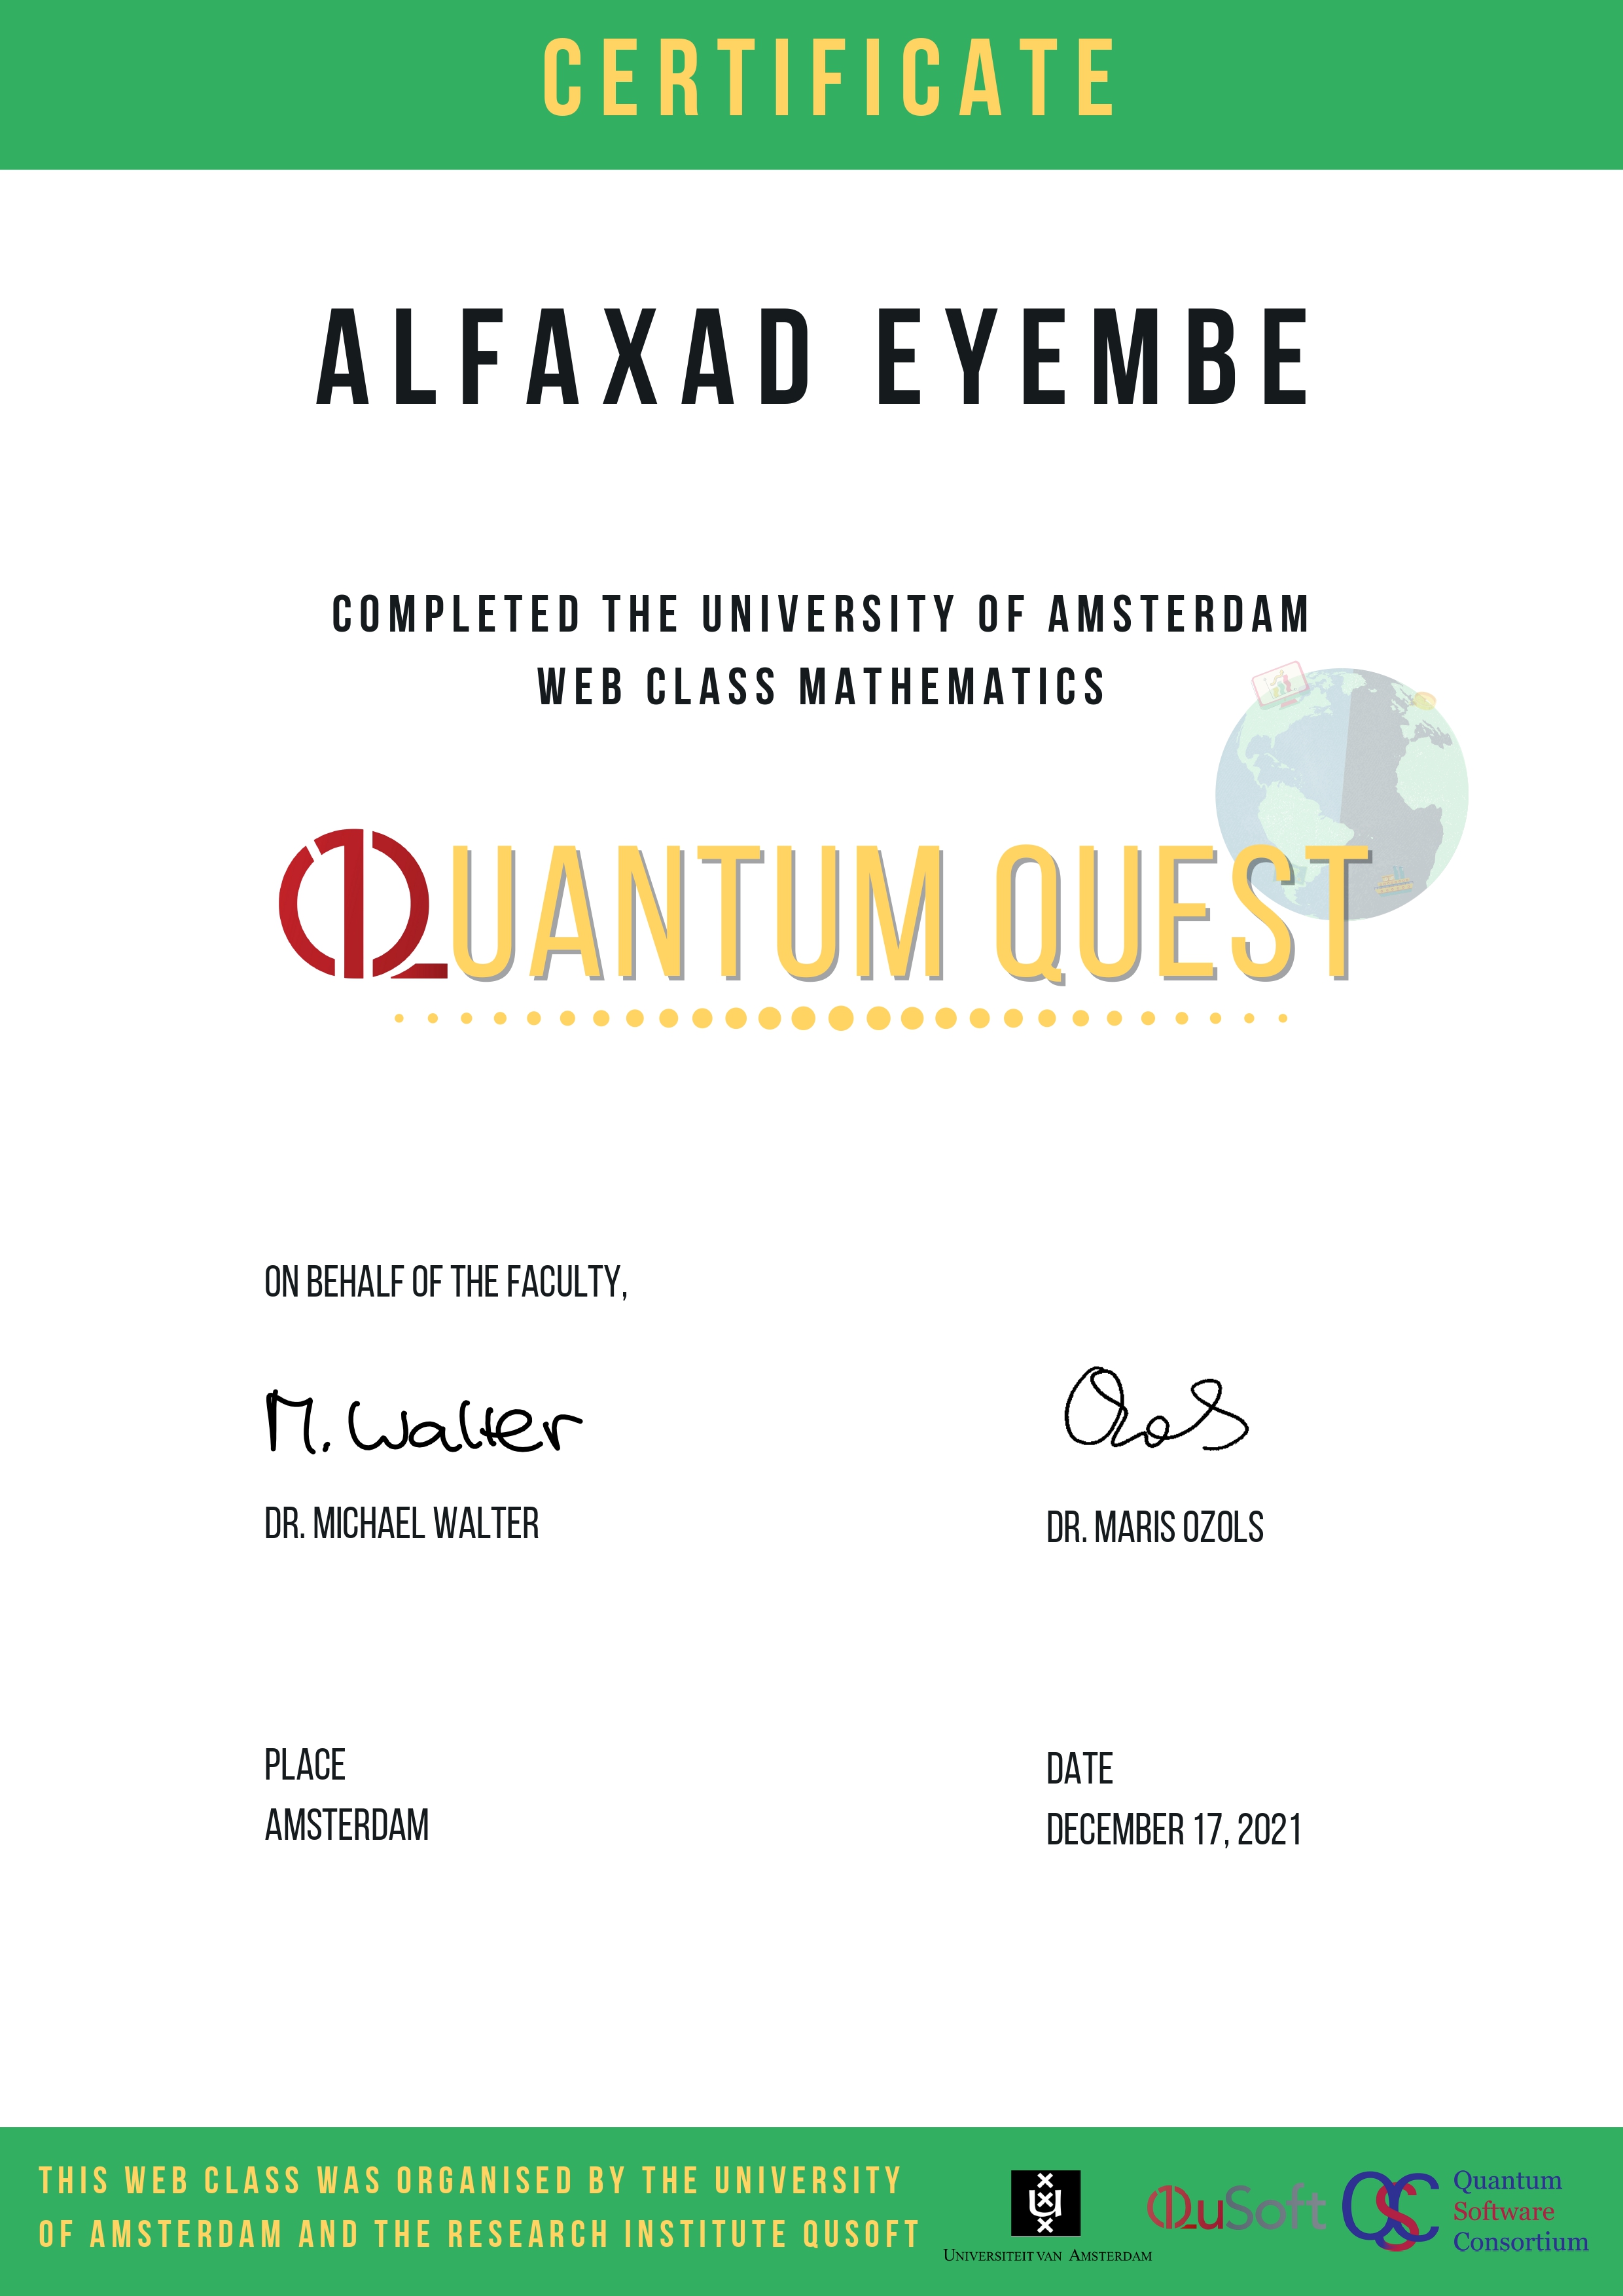 CERTIFICATE
ALFAXAD EYEMBE
COMPLETED THE UNIVERSITY OF AMSTERDAM
WEB CLASS MATHEMATICS
QUANTUM QUEST
ON BEHALF OF THE FACULTY,
M. Walter
Ozols
DR. MICHAEL WALTER
DR. MARIS OZOLS
PLACE
AMSTERDAM
DATE
DECEMBER 17, 2021
THIS WEB CLASS WAS ORGANISED BY THE UNIVERSITY
OF AMSTERDAM AND THE RESEARCH INSTITUTE QUSOFT
UNIVERSITEIT VAN AMSTERDAM
QuSoft
QSC
Quantum
Software
Consortium